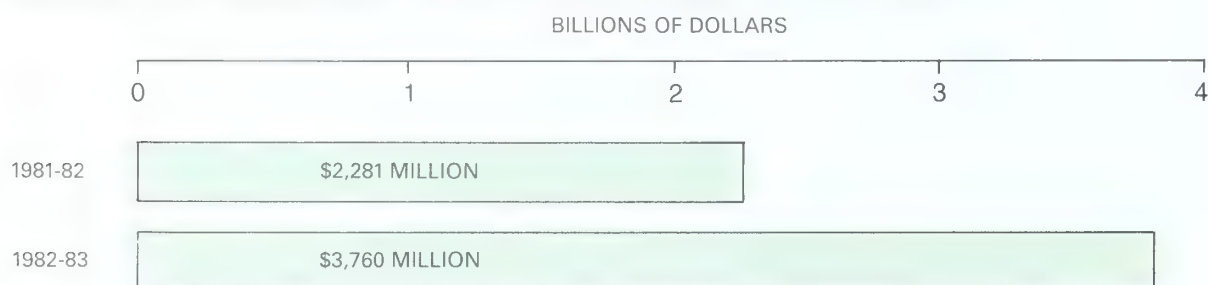 BILLIONS OF DOLLARS
0 1 2 3 4
1981-82 $2,281 MILLION
1982-83 $3,760 MILLION